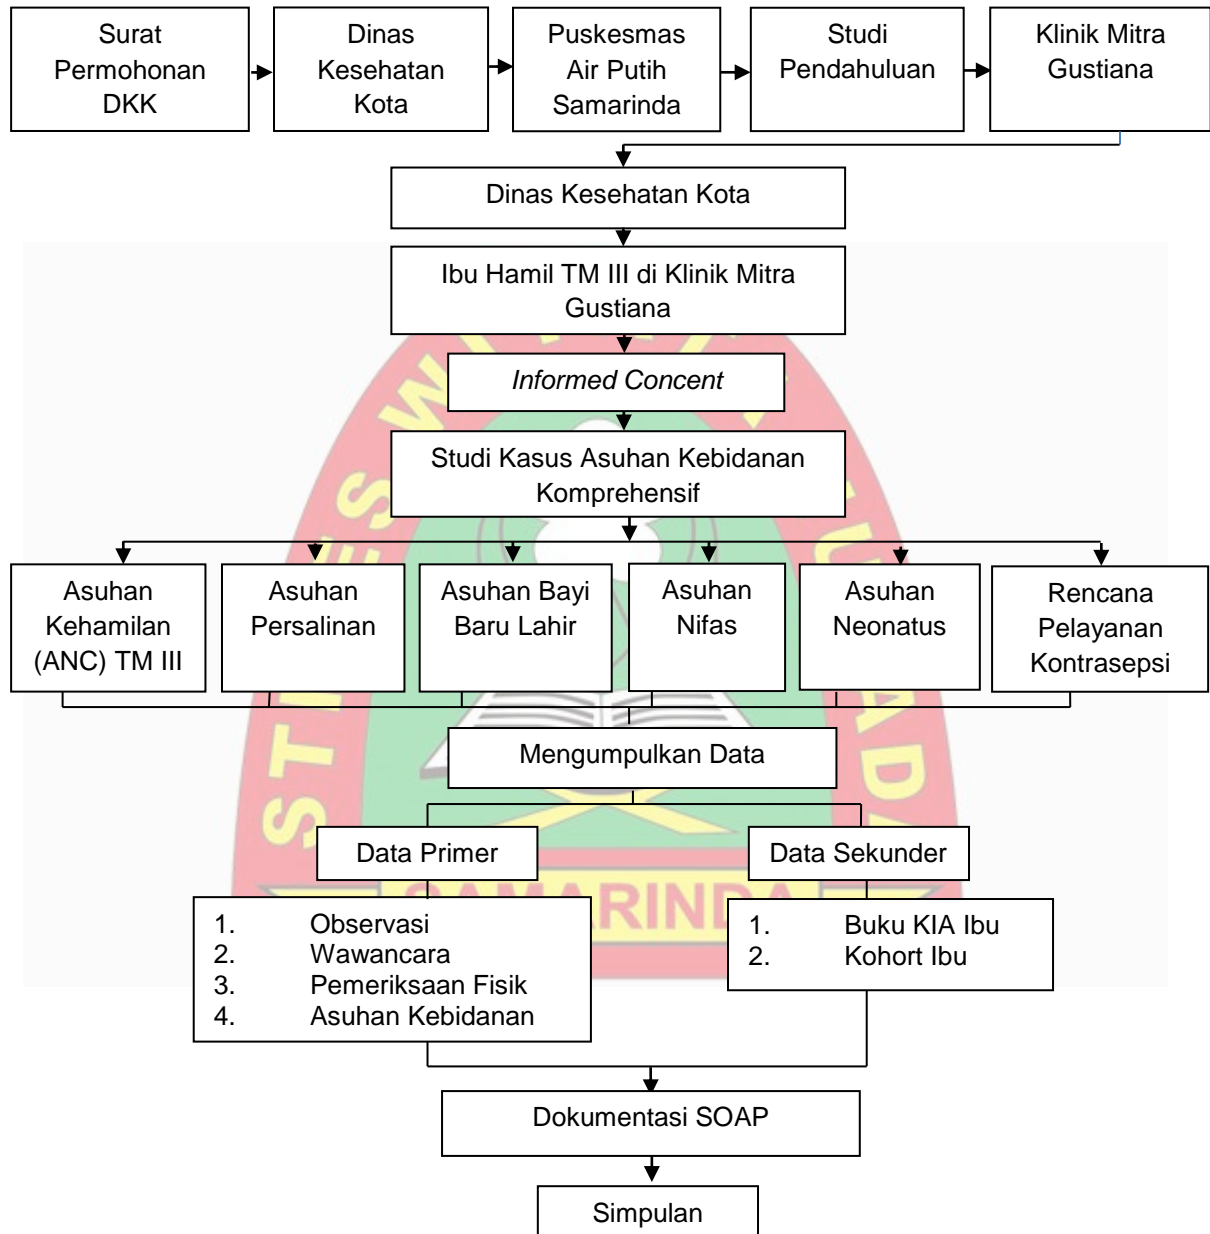 Surat
Permohonan
DKK
Dinas
Kesehatan
Kota
Puskesmas
Air Putih
Samarinda
Studi
Pendahuluan
Klinik Mitra
Gustiana
Dinas Kesehatan Kota
Ibu Hamil TM III di Klinik Mitra
Gustiana
Informed Concent
Studi Kasus Asuhan Kebidanan
Komprehensif
Asuhan
Kehamilan
(ANC) TM III
Asuhan
Persalinan
Asuhan Bayi
Baru Lahir
Asuhan
Nifas
Asuhan
Neonatus
Rencana
Pelayanan
Kontrasepsi
Mengumpulkan Data
Data Primer
Data Sekunder
1. Observasi
2. Wawancara
3. Pemeriksaan Fisik
4. Asuhan Kebidanan
1. Buku KIA Ibu
2. Kohort Ibu
Dokumentasi SOAP
Simpulan
STIKES
SAMARINDA